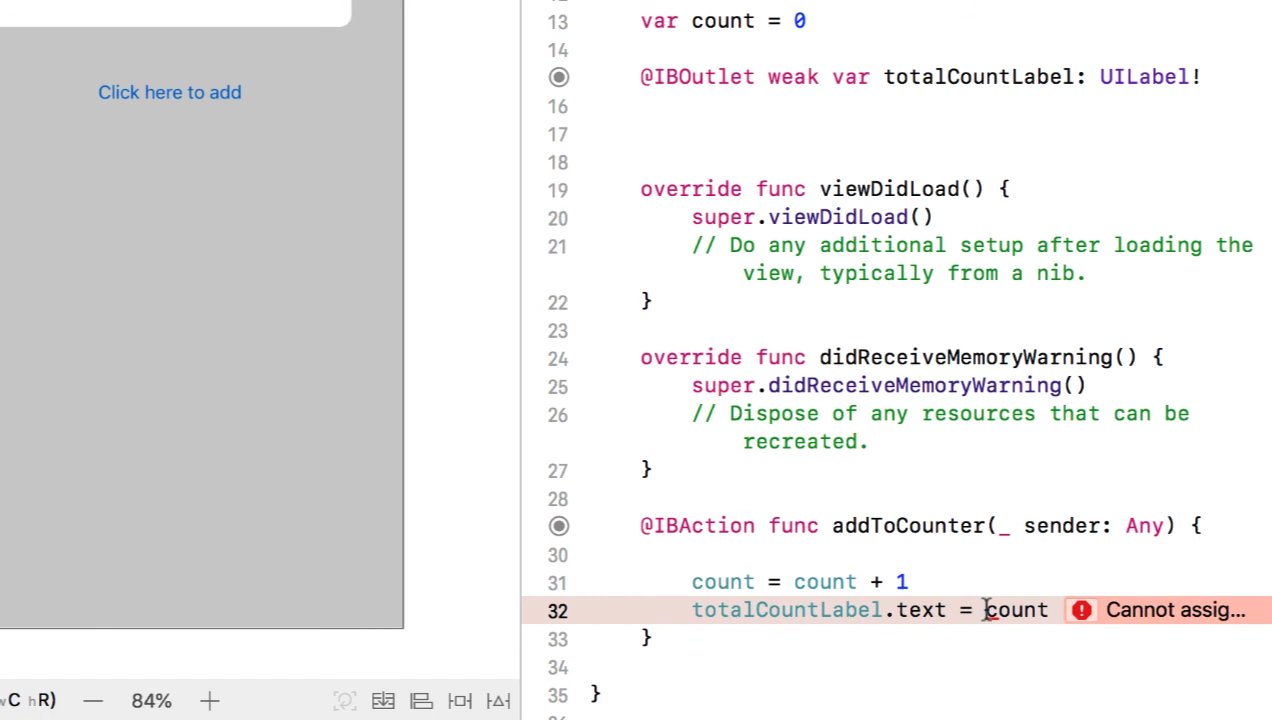 13 var count = 0
14
@IBOutlet weak var totalCountLabel: UILabel!
Click here to add
16
17
18
19 override func viewDidLoad() {
20 super.viewDidLoad()
21 // Do any additional setup after loading the
view, typically from a nib.
22 }
23
24 override func didReceiveMemoryWarning() {
25 super.didReceiveMemoryWarning()
26 // Dispose of any resources that can be
recreated.
27 }
28
@IBAction func addToCounter(_ sender: Any) {
30
31 count = count + 1
32 totalCountLabel.text = count Cannot assig...
33 }
34
35 }
wC hR) — 84% +